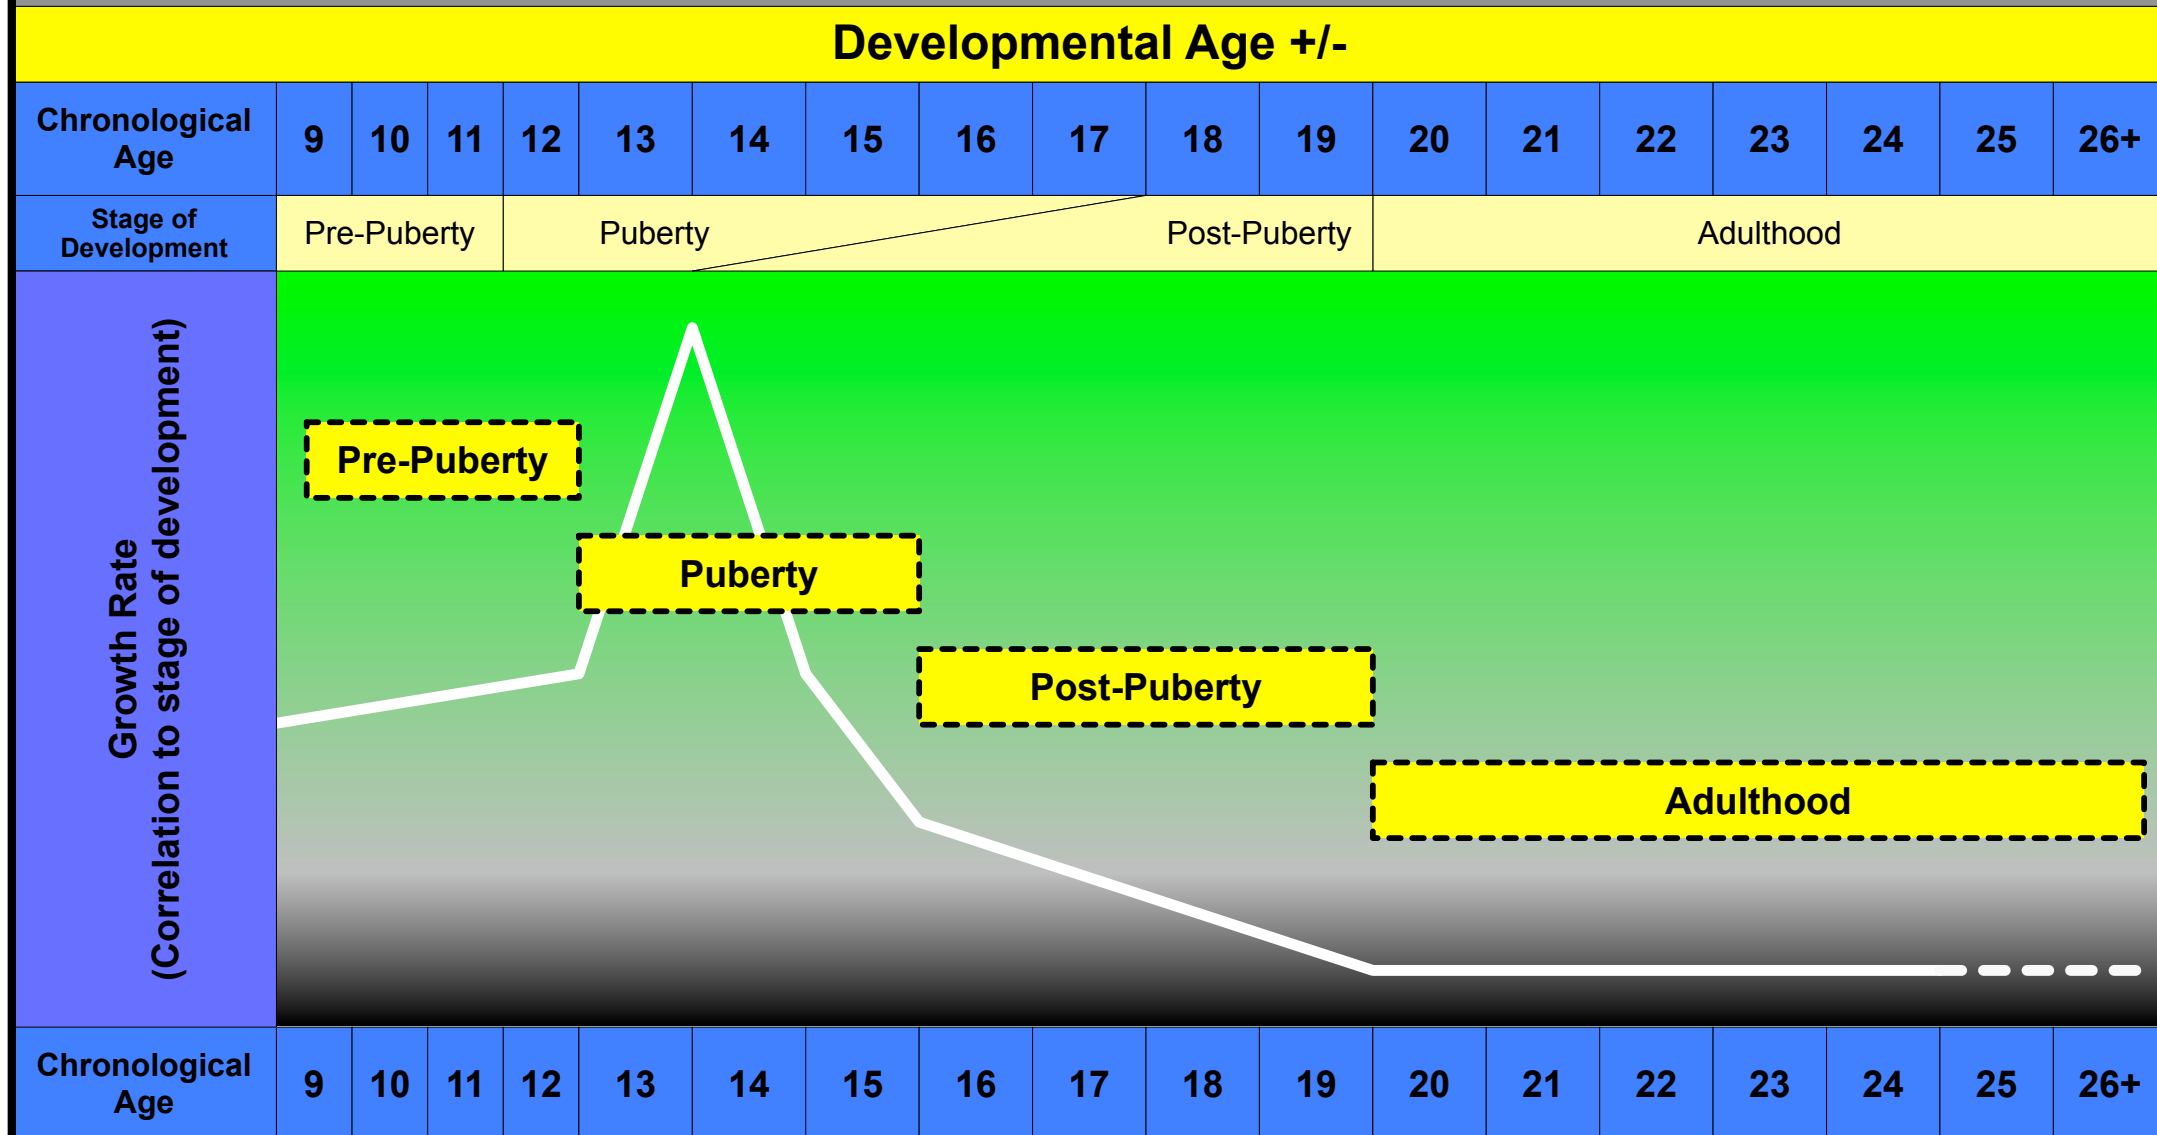 Developmental Age +/-
Chronological
Age
9 10 11 12 13 14 15 16 17 18 19 20 21 22 23 24 25 26+
Stage of
Development
Pre-Puberty Puberty Post-Puberty Adulthood
Growth Rate
(Correlation to stage of development)
Pre-Puberty
Puberty
Post-Puberty
Adulthood
Chronological
Age
9 10 11 12 13 14 15 16 17 18 19 20 21 22 23 24 25 26+